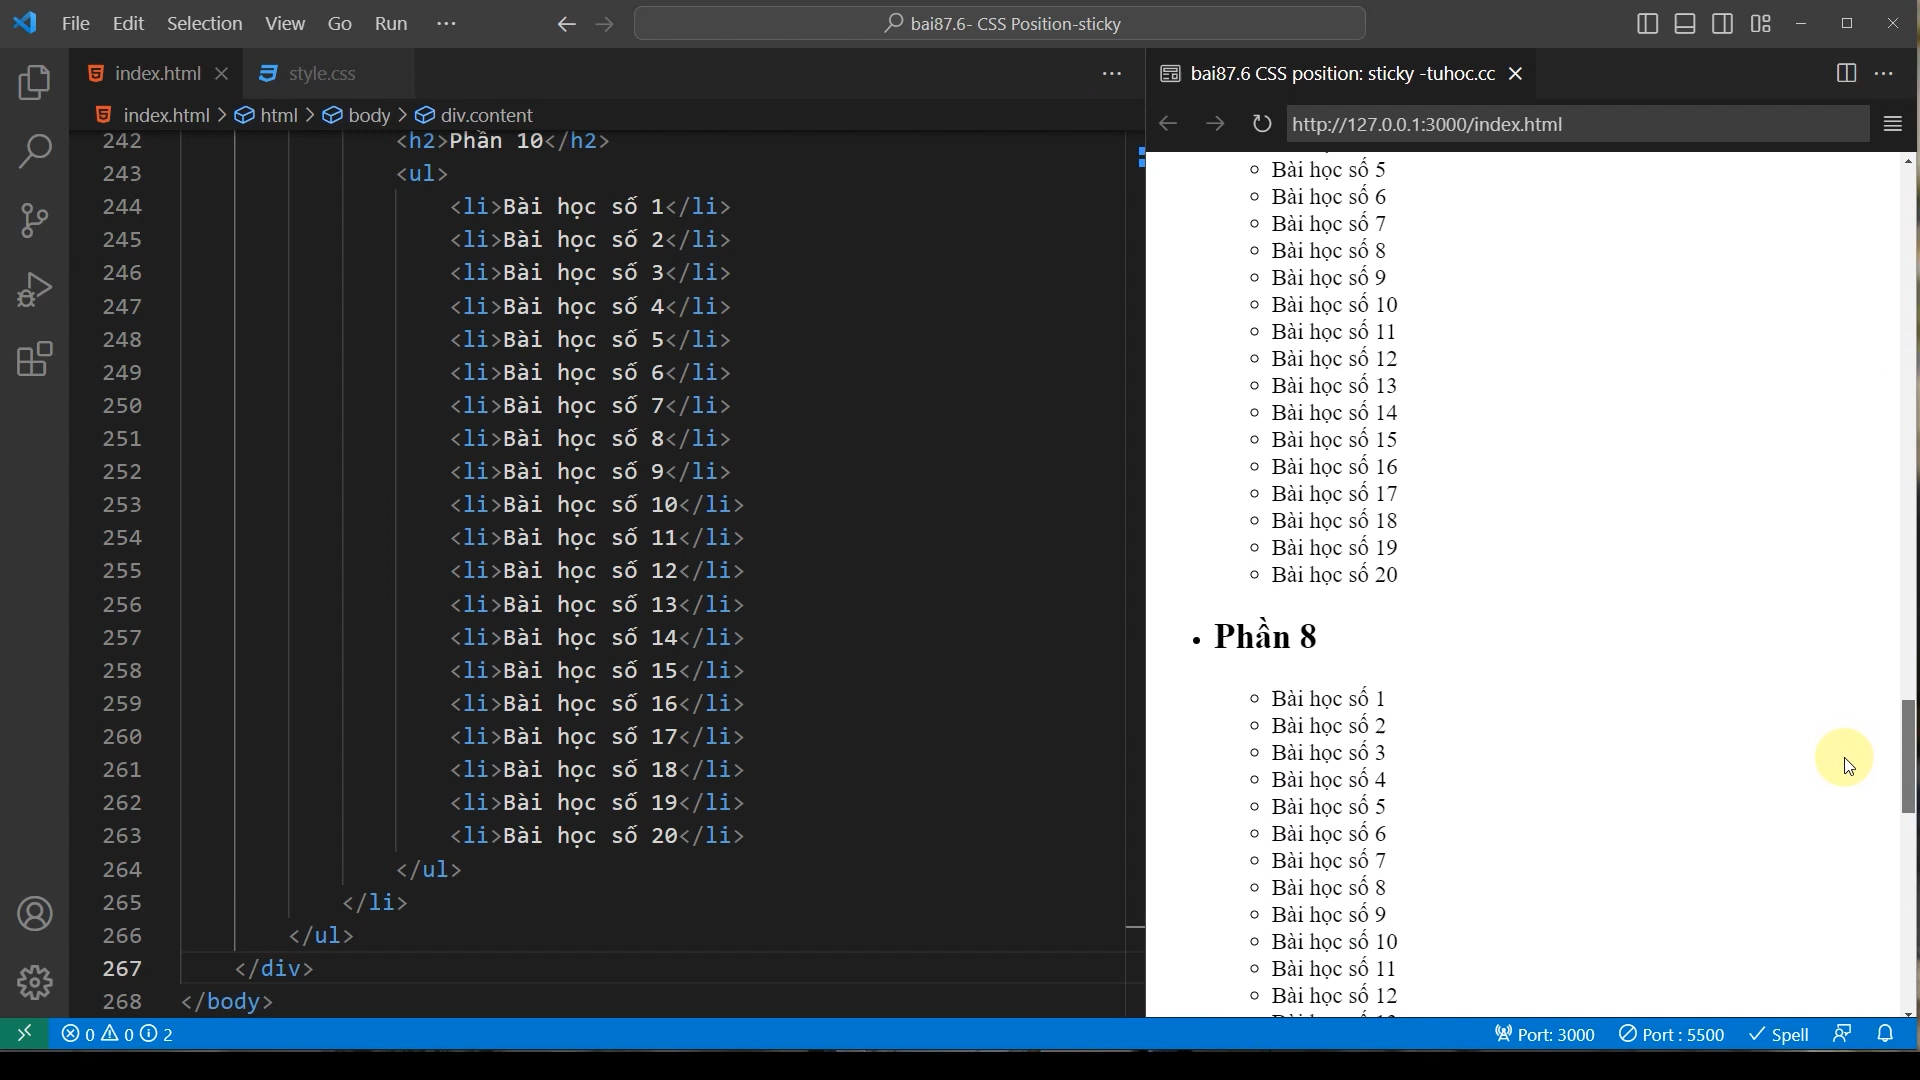 File Edit Selection View Go Run ···
bai87.6- CSS Position-sticky
index.html
style.css
index.html > html > body > div.content
242 <h2>Phần 10</h2>
243 <ul>
244 <li>Bài học số 1</li>
245 <li>Bài học số 2</li>
246 <li>Bài học số 3</li>
247 <li>Bài học số 4</li>
248 <li>Bài học số 5</li>
249 <li>Bài học số 6</li>
250 <li>Bài học số 7</li>
251 <li>Bài học số 8</li>
252 <li>Bài học số 9</li>
253 <li>Bài học số 10</li>
254 <li>Bài học số 11</li>
255 <li>Bài học số 12</li>
256 <li>Bài học số 13</li>
257 <li>Bài học số 14</li>
258 <li>Bài học số 15</li>
259 <li>Bài học số 16</li>
260 <li>Bài học số 17</li>
261 <li>Bài học số 18</li>
262 <li>Bài học số 19</li>
263 <li>Bài học số 20</li>
264 </ul>
265 </li>
266 </ul>
267 </div>
268 </body>
bai87.6 CSS position: sticky -tuhoc.cc
http://127.0.0.1:3000/index.html
Bài học số 5
Bài học số 6
Bài học số 7
Bài học số 8
Bài học số 9
Bài học số 10
Bài học số 11
Bài học số 12
Bài học số 13
Bài học số 14
Bài học số 15
Bài học số 16
Bài học số 17
Bài học số 18
Bài học số 19
Bài học số 20
Phần 8
Bài học số 1
Bài học số 2
Bài học số 3
Bài học số 4
Bài học số 5
Bài học số 6
Bài học số 7
Bài học số 8
Bài học số 9
Bài học số 10
Bài học số 11
Bài học số 12
0 0 2
Port: 3000
Port : 5500
Spell